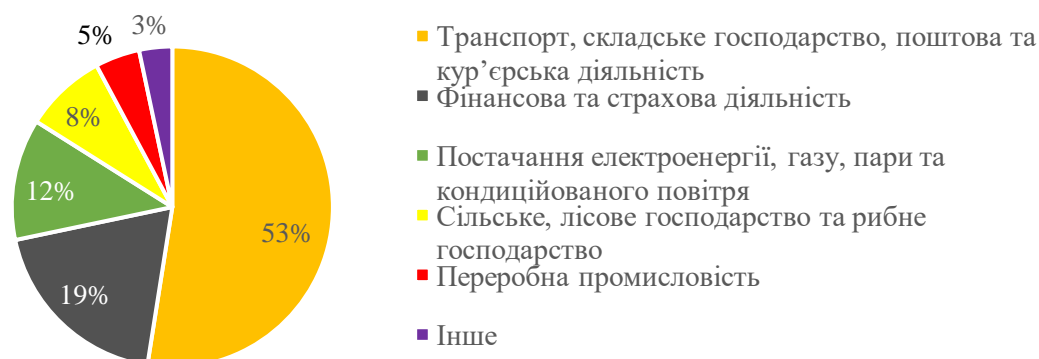 3%
5%
8%
12%
19%
53%
Транспорт, складське господарство, поштова та
кур’єрська діяльність
Фінансова та страхова діяльність
Постачання електроенергії, газу, пари та
кондиційованого повітря
Сільське, лісове господарство та рибне
господарство
Переробна промисловість
Інше